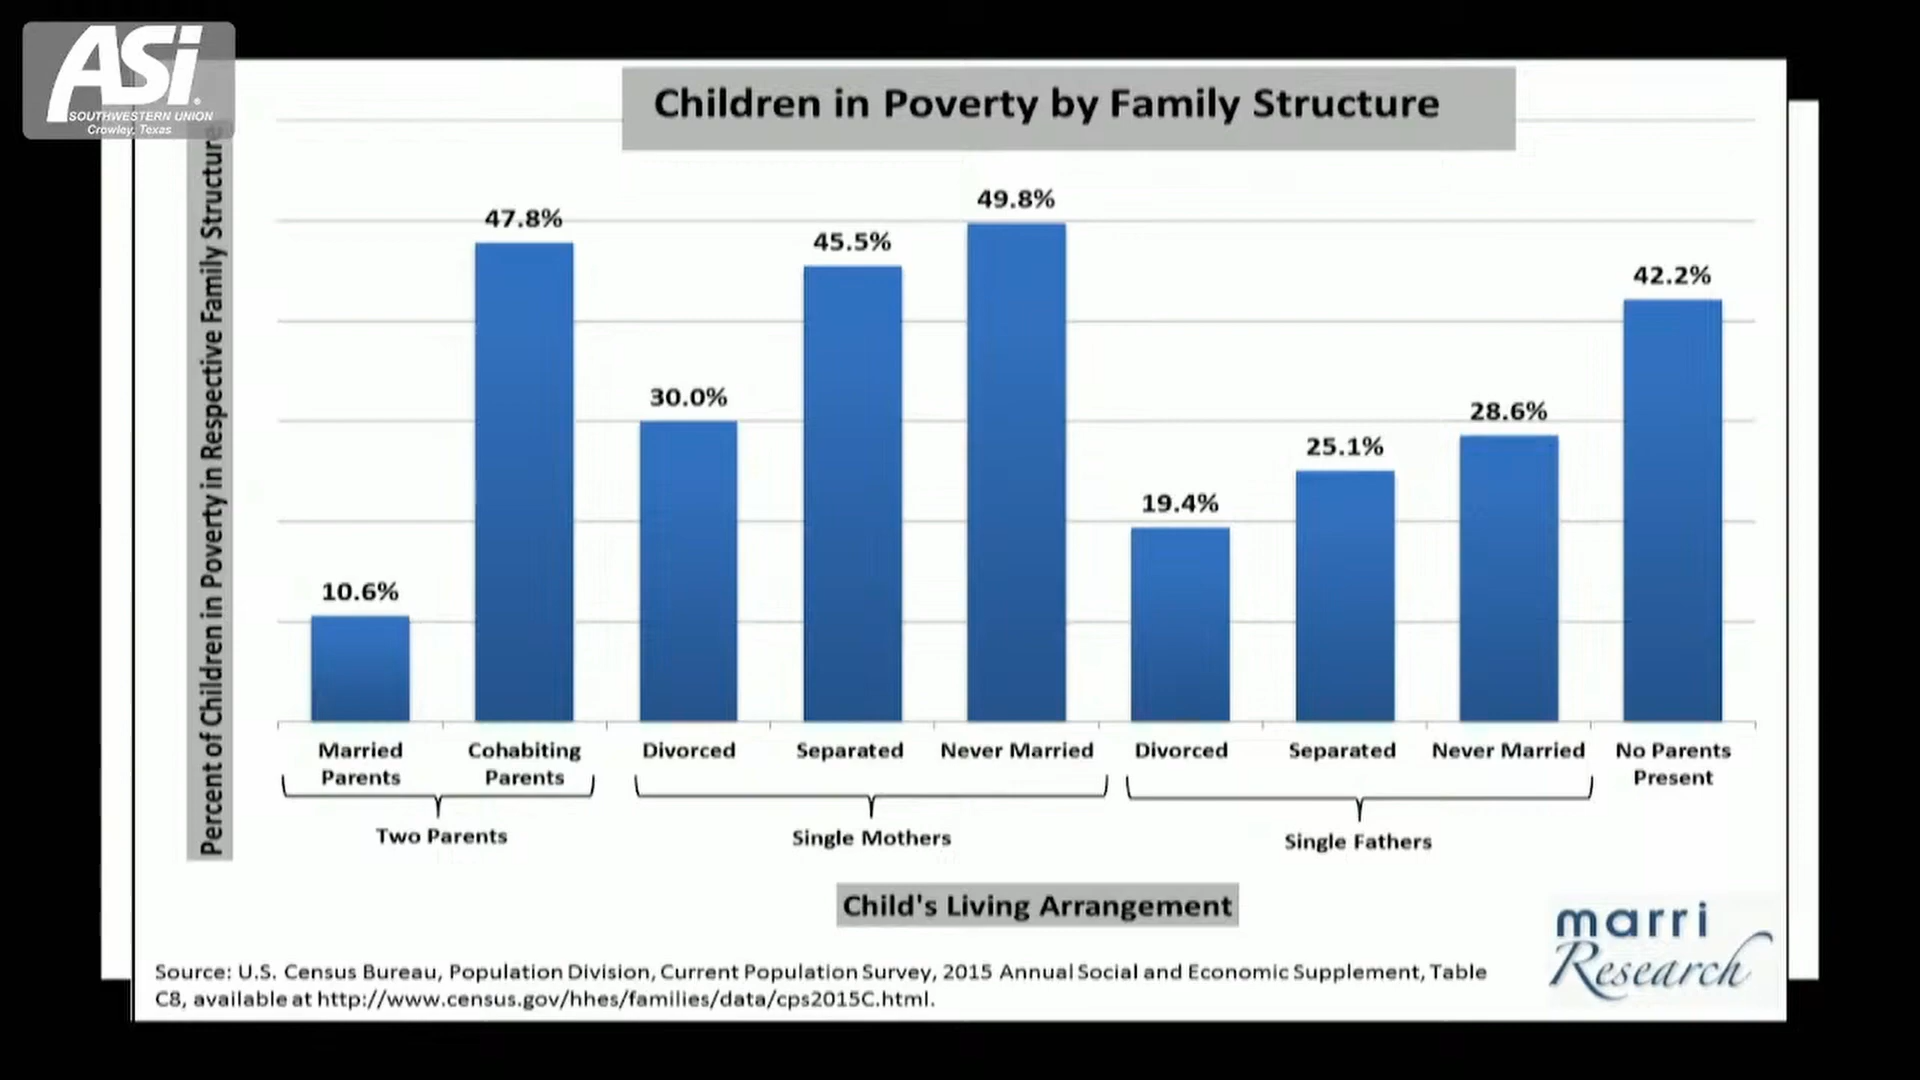 ASi.
SOUTHWESTERN UNION
Crowley, Texas
Children in Poverty by Family Structure
Percent of Children in Poverty in Respective Family Structure
10.6%
47.8%
30.0%
45.5%
49.8%
19.4%
25.1%
28.6%
42.2%
Married
Parents
Cohabiting
Parents
Divorced
Separated
Never Married
Divorced
Separated
Never Married
No Parents
Present
Two Parents
Single Mothers
Single Fathers
Child's Living Arrangement
marri
Research
Source: U.S. Census Bureau, Population Division, Current Population Survey, 2015 Annual Social and Economic Supplement, Table
C8, available at http://www.census.gov/hhes/families/data/cps2015C.html.